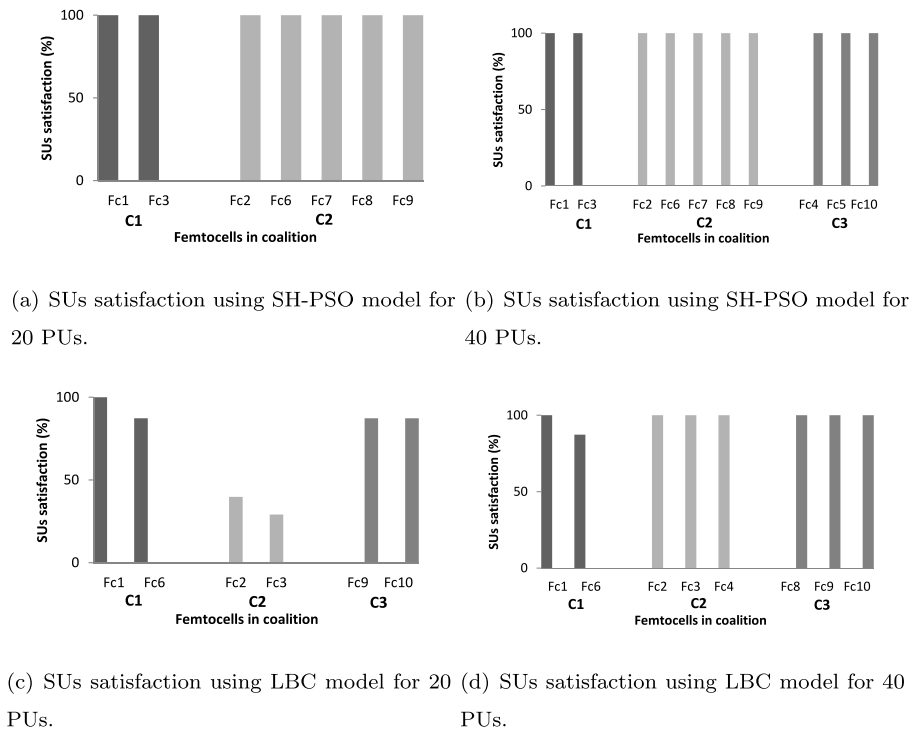 SUs satisfaction (%)
100
50
0
Fc1 Fc3 Fc2 Fc6 Fc7 Fc8 Fc9
C1 C2
Femtocells in coalition
SUs satisfaction (%)
100
50
0
Fc1 Fc3 Fc2 Fc6 Fc7 Fc8 Fc9 Fc4 Fc5 Fc10
C1 C2 C3
Femtocells in coalition
(a) SUs satisfaction using SH-PSO model for
20 PUs.
(b) SUs satisfaction using SH-PSO model for
40 PUs.
SUs satisfaction (%)
100
50
0
Fc1 Fc6 Fc2 Fc3 Fc9 Fc10
C1 C2 C3
Femtocells in coalition
SUs satisfaction (%)
100
50
0
Fc1 Fc6 Fc2 Fc3 Fc4 Fc8 Fc9 Fc10
C1 C2 C3
Femtocells in coalition
(c) SUs satisfaction using LBC model for 20
PUs.
(d) SUs satisfaction using LBC model for 40
PUs.